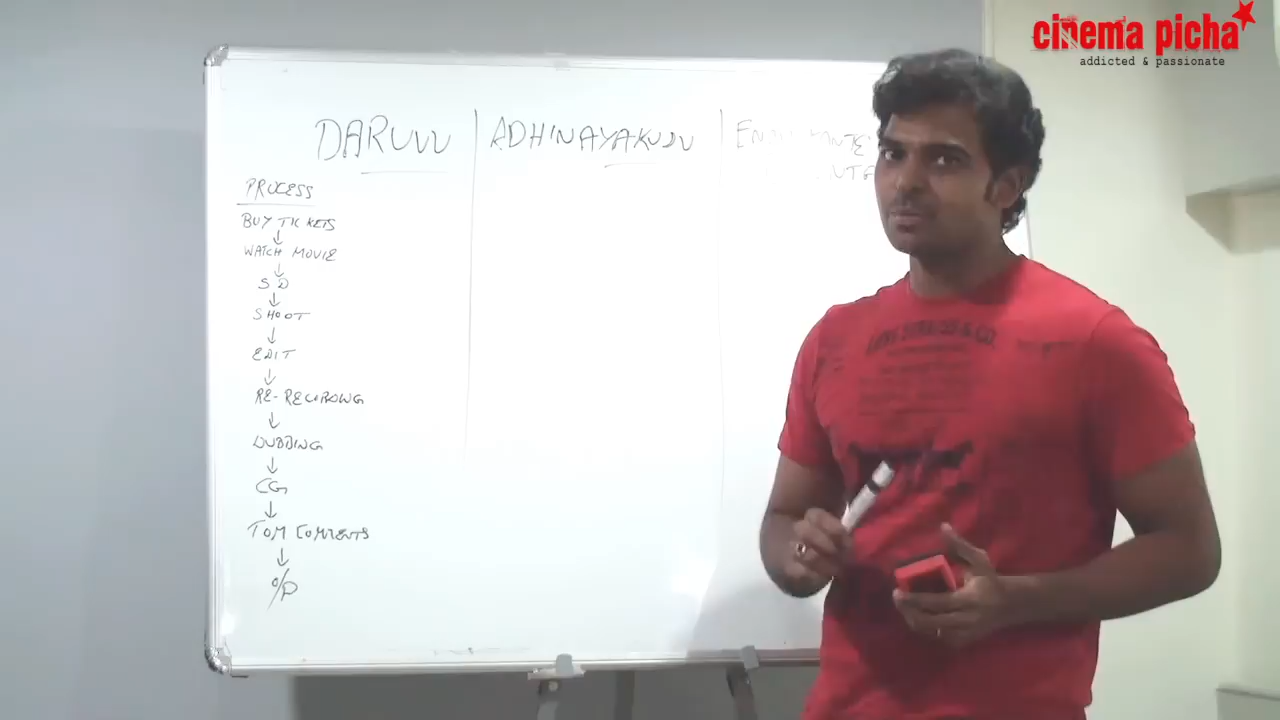 cinema picha
addicted & passionate
DARUVU
ADHINAYAKUDU
PROCESS
BUY TICKETS
WATCH MOVIE
SD
SHOOT
EDIT
RE-RECORDING
DUBBING
CG
TOM COMMENTS
O/P